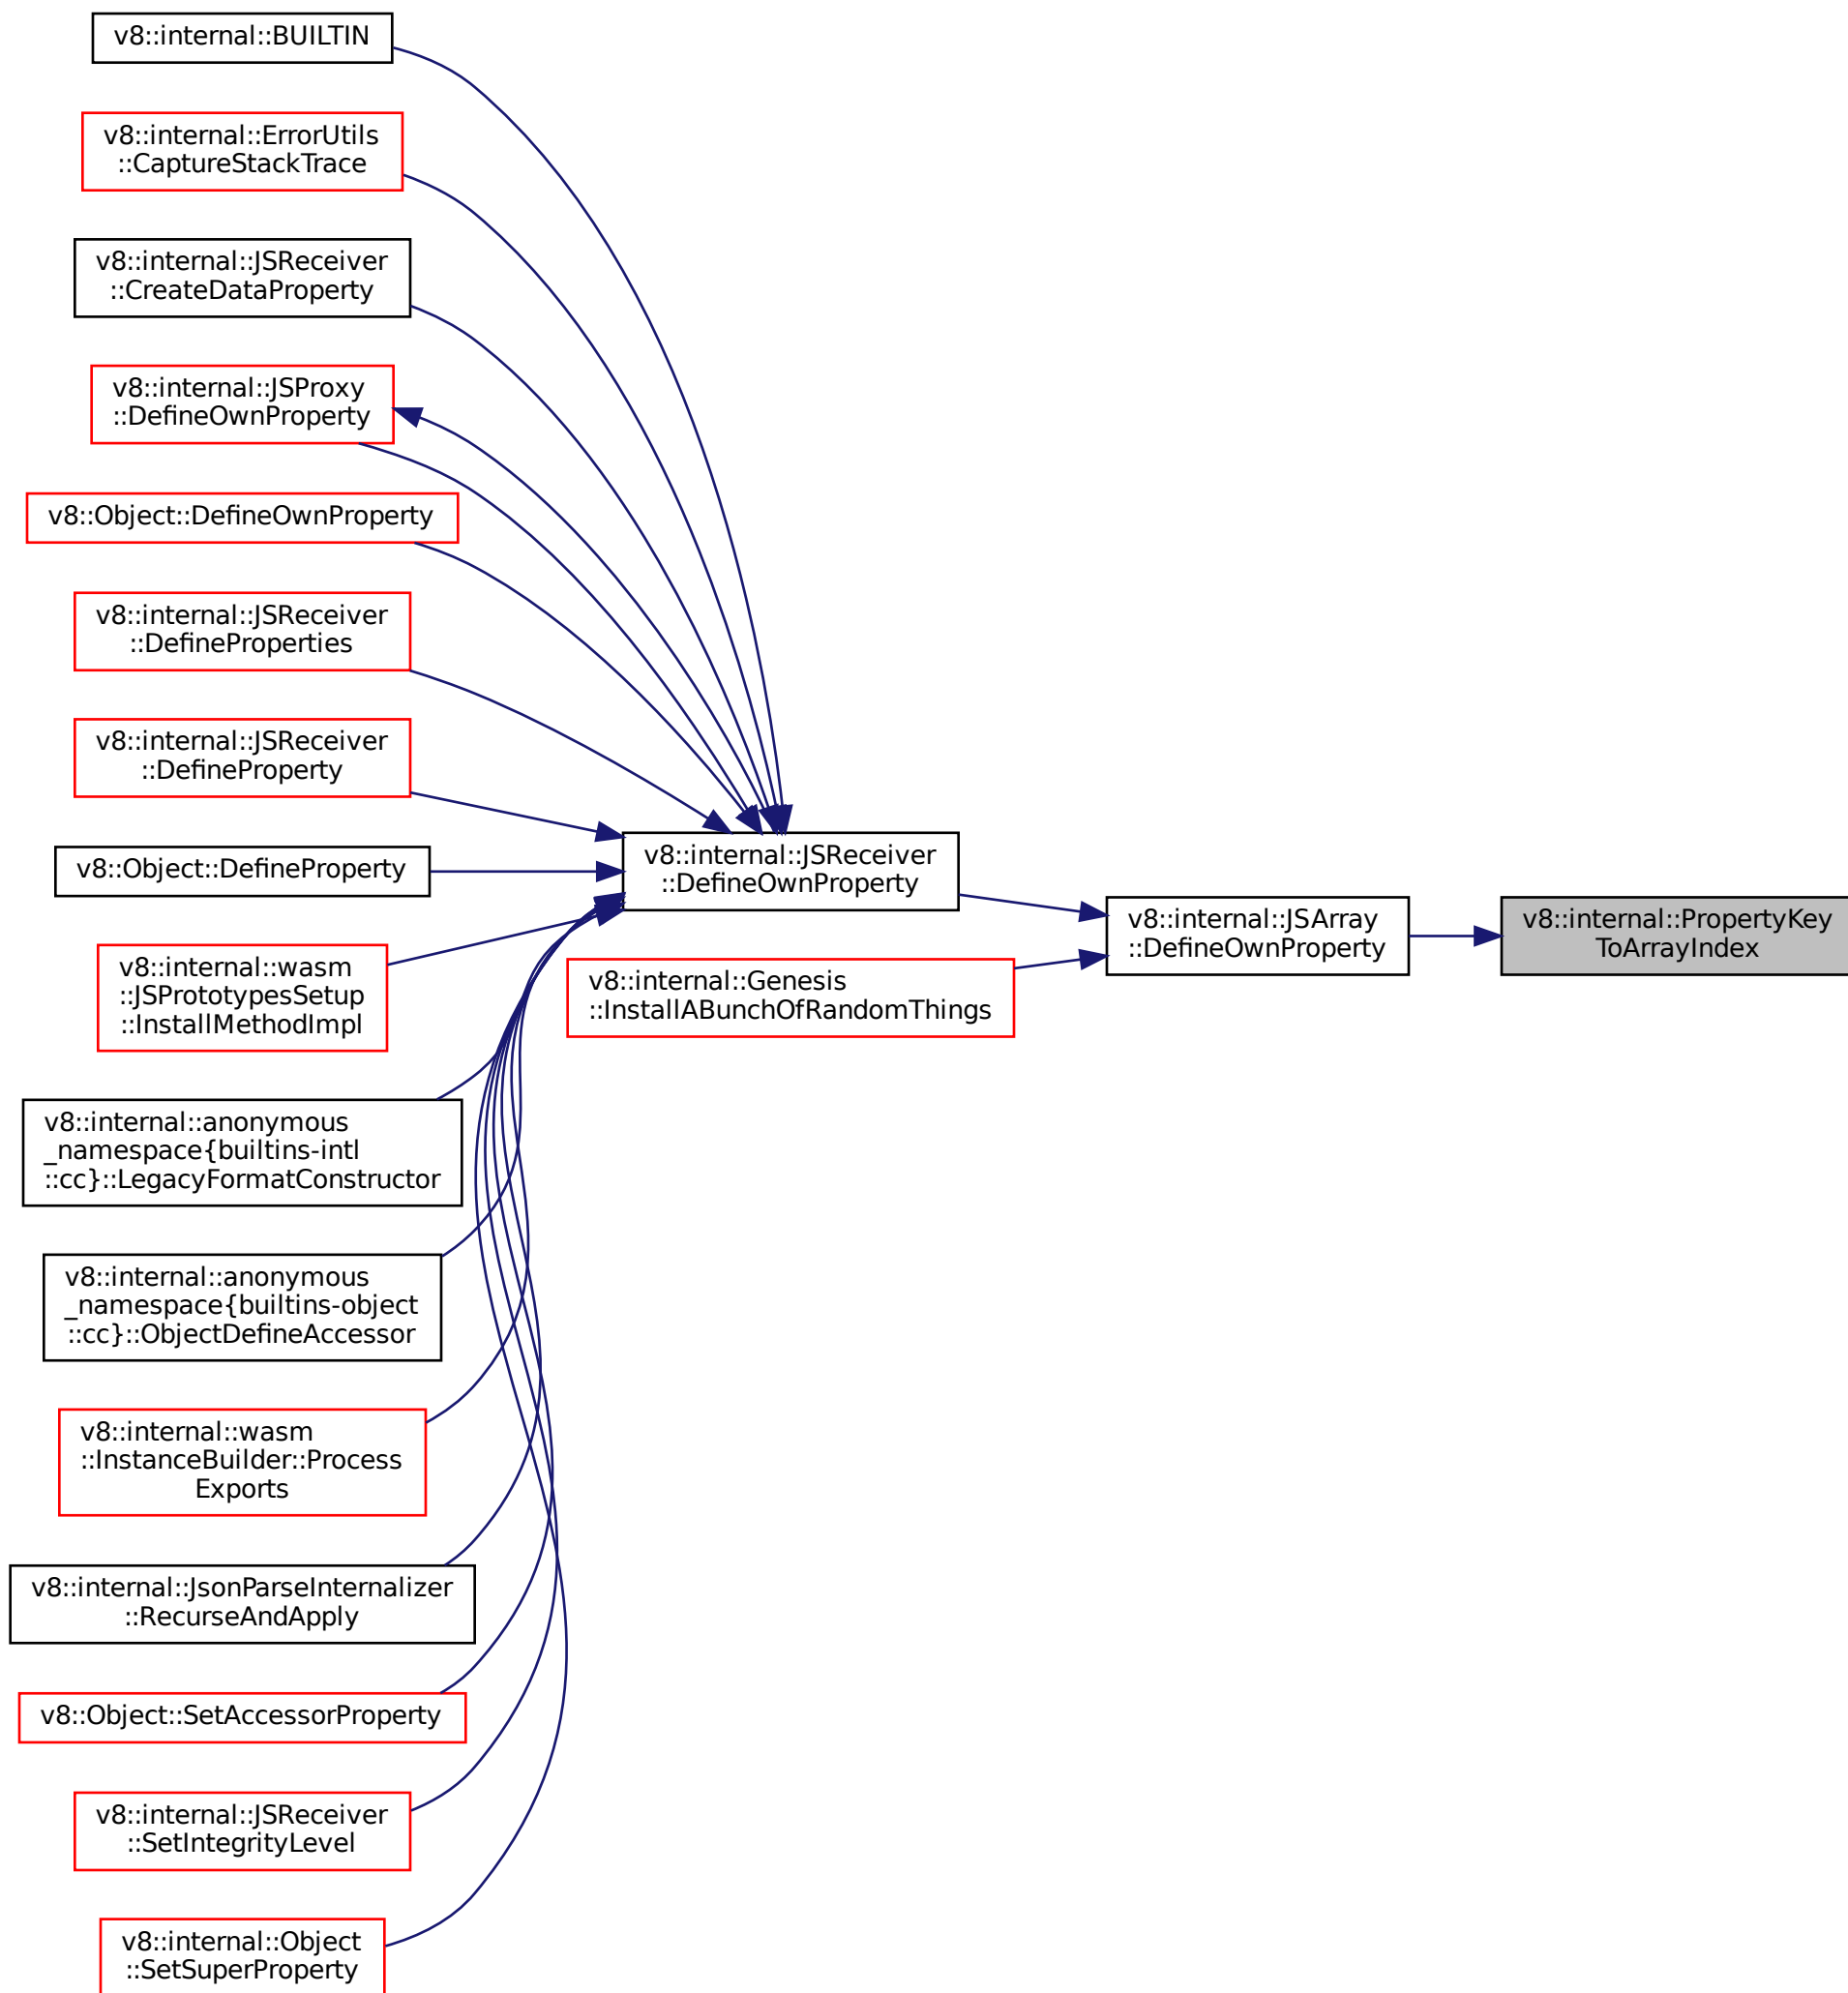 v8::internal::BUILTIN
v8::internal::ErrorUtils
::CaptureStackTrace
v8::internal::JSReceiver
::CreateDataProperty
v8::internal::JSProxy
::DefineOwnProperty
v8::Object::DefineOwnProperty
v8::internal::JSReceiver
::DefineProperties
v8::internal::JSReceiver
::DefineProperty
v8::Object::DefineProperty
v8::internal::wasm
::JSPrototypesSetup
::InstallMethodImpl
v8::internal::anonymous
_namespace{builtins-intl
::cc}::LegacyFormatConstructor
v8::internal::anonymous
_namespace{builtins-object
::cc}::ObjectDefineAccessor
v8::internal::wasm
::InstanceBuilder::Process
Exports
v8::internal::JsonParseInternalizer
::RecurseAndApply
v8::Object::SetAccessorProperty
v8::internal::JSReceiver
::SetIntegrityLevel
v8::internal::Object
::SetSuperProperty
v8::internal::JSReceiver
::DefineOwnProperty
v8::internal::Genesis
::InstallABunchOfRandomThings
v8::internal::JSArray
::DefineOwnProperty
v8::internal::PropertyKey
ToArrayIndex